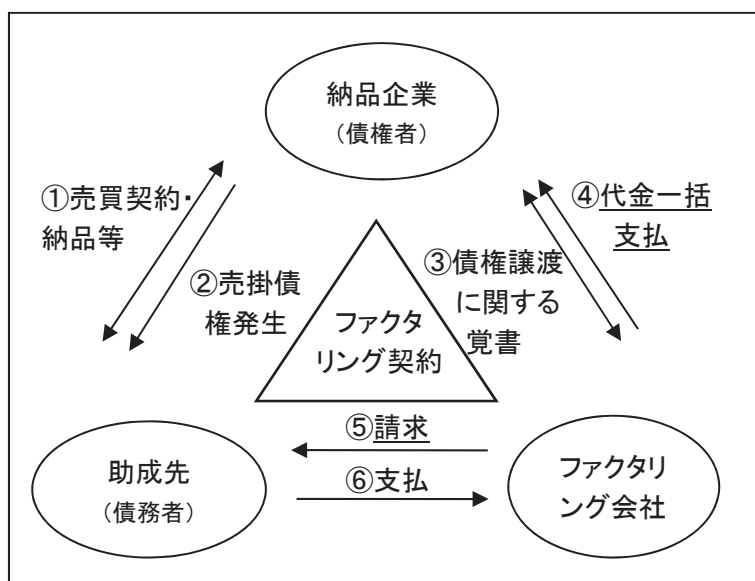 納品企業
（債権者）
①売買契約・
納品等
④代金一括
支払
②売掛債
権発生
③債権譲渡
に関する
覚書
ファクタ
リング契約
⑤請求
⑥支払
助成先
（債務者）
ファクタリ
ング会社